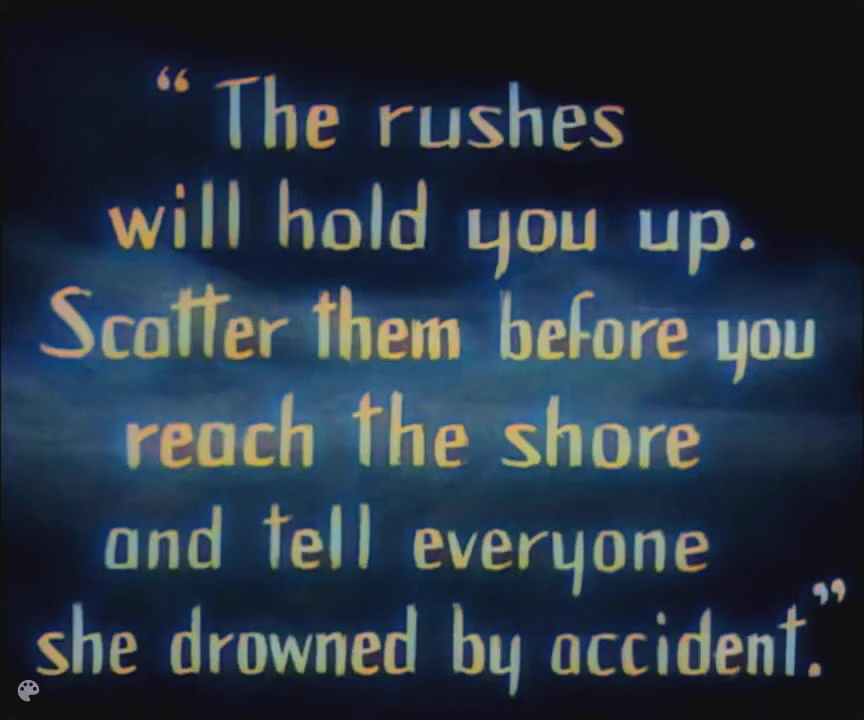 “The rushes
will hold you up.
Scatter them before you
reach the shore
and tell everyone
she drowned by accident.”